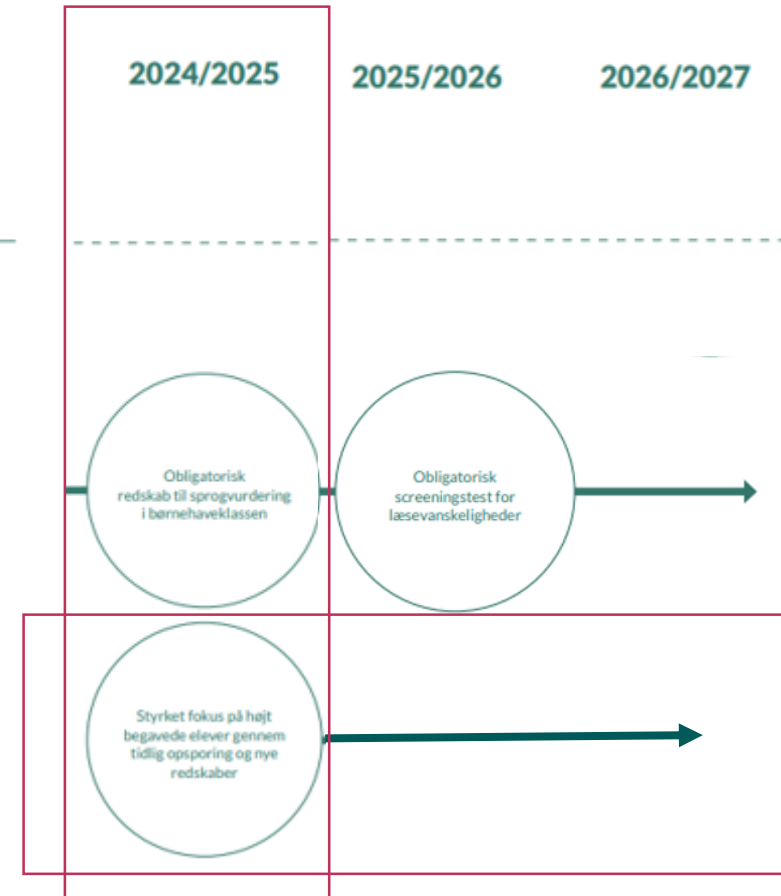 2024/2025
2025/2026
2026/2027
Obligatorisk
redskab til sprogvurdering
i børnehaveklassen
Obligatorisk
screeningstest for
læsevanskeligheder
Styrket fokus på højt
begavede elever gennem
tidlig opsporing og nye
redskaber